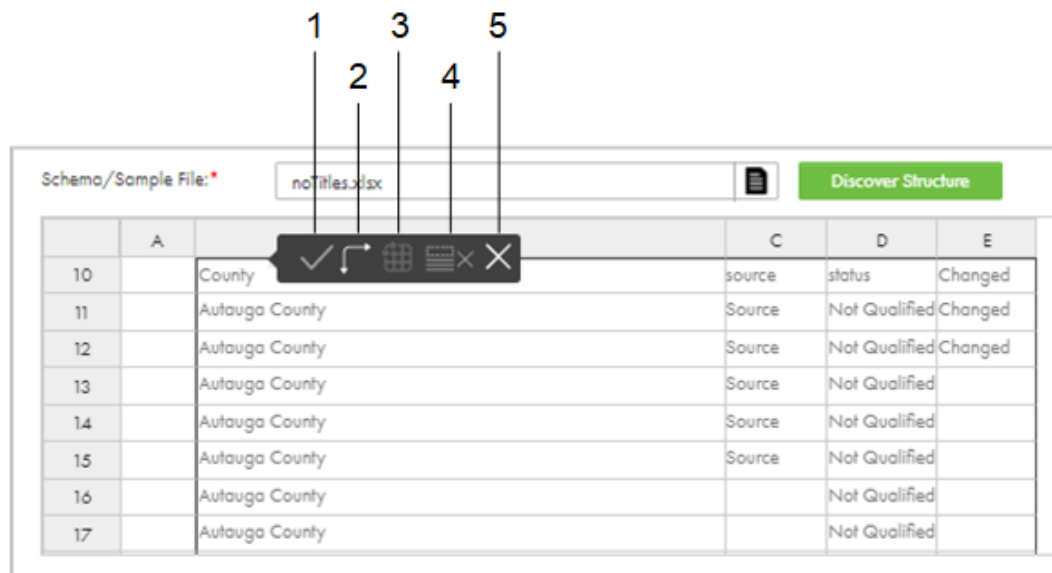 1 3 5
2 4
Schema/Sample File:* noTitles.xlsx Discover Structure
A C D E
10 County source status Changed
11 Autauga County Source Not Qualified Changed
12 Autauga County Source Not Qualified Changed
13 Autauga County Source Not Qualified
14 Autauga County Source Not Qualified
15 Autauga County Source Not Qualified
16 Autauga County Not Qualified
17 Autauga County Not Qualified